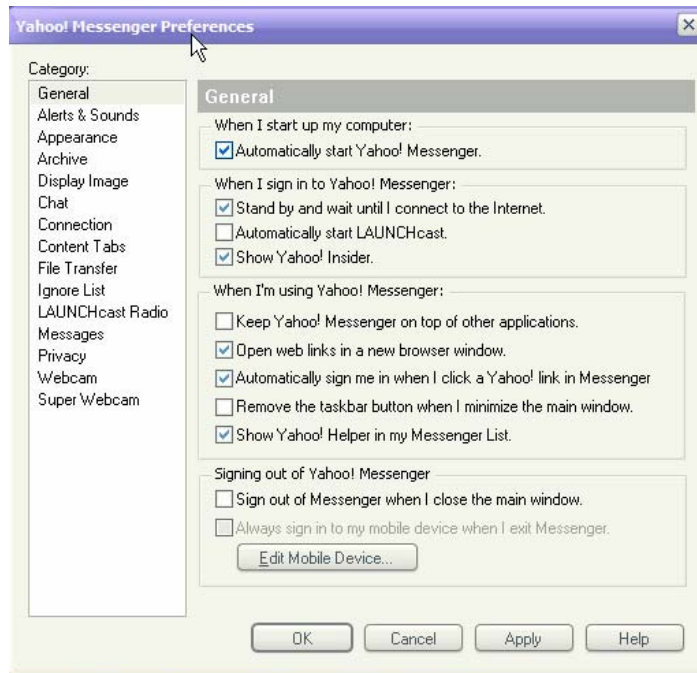 Yahoo! Messenger Preferences
Category:
General
Alerts & Sounds
Appearance
Archive
Display Image
Chat
Connection
Content Tabs
File Transfer
Ignore List
LAUNCHcast Radio
Messages
Privacy
Webcam
Super Webcam
General
When I start up my computer:
Automatically start Yahoo! Messenger.
When I sign in to Yahoo! Messenger:
Stand by and wait until I connect to the Internet.
Automatically start LAUNCHcast.
Show Yahoo! Insider.
When I'm using Yahoo! Messenger:
Keep Yahoo! Messenger on top of other applications.
Open web links in a new browser window.
Automatically sign me in when I click a Yahoo! link in Messenger
Remove the taskbar button when I minimize the main window.
Show Yahoo! Helper in my Messenger List.
Signing out of Yahoo! Messenger
Sign out of Messenger when I close the main window.
Always sign in to my mobile device when I exit Messenger.
Edit Mobile Device...
OK Cancel Apply Help